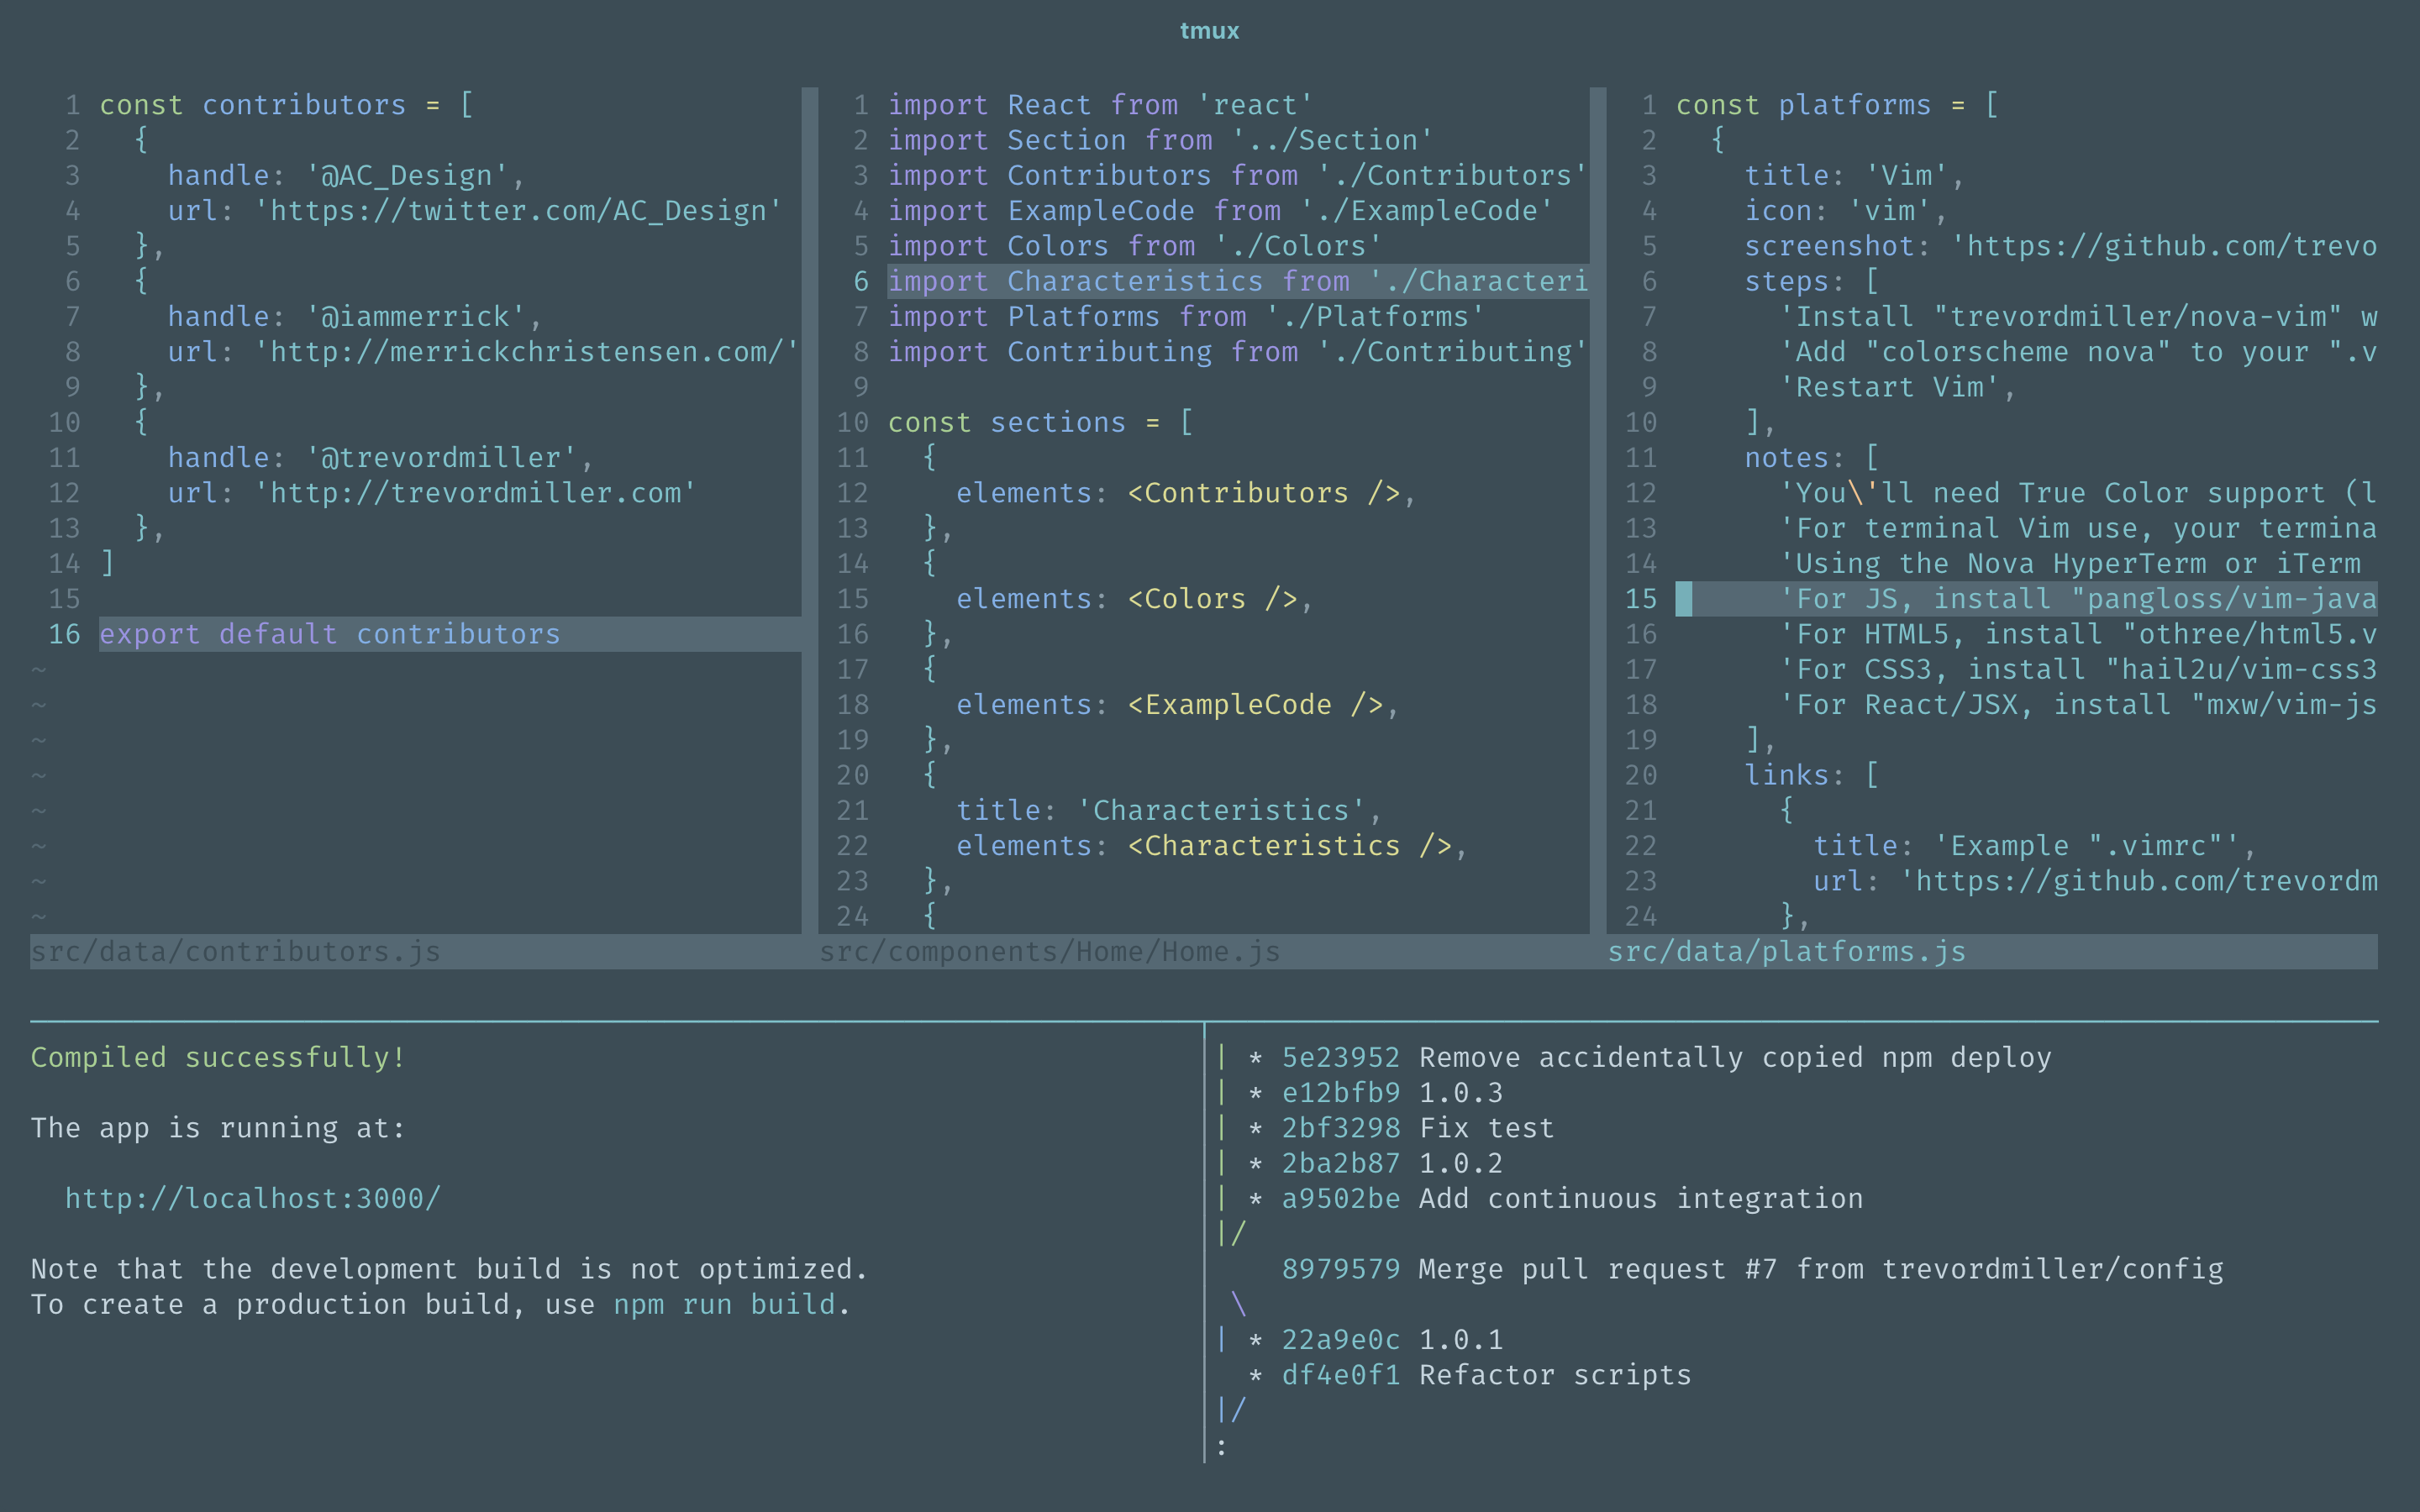 tmux
1 const contributors = [
2   {
3     handle: '@AC_Design',
4     url: 'https://twitter.com/AC_Design'
5   },
6   {
7     handle: '@iammerrick',
8     url: 'http://merrickchristensen.com/'
9   },
10   {
11     handle: '@trevordmiller',
12     url: 'http://trevordmiller.com'
13   },
14 ]
15
16 export default contributors
~
~
~
~
~
~
~
~
src/data/contributors.js
1 import React from 'react'
2 import Section from '../Section'
3 import Contributors from './Contributors'
4 import ExampleCode from './ExampleCode'
5 import Colors from './Colors'
6 import Characteristics from './Characteri
7 import Platforms from './Platforms'
8 import Contributing from './Contributing'
9
10 const sections = [
11   {
12     elements: <Contributors />,
13   },
14   {
15     elements: <Colors />,
16   },
17   {
18     elements: <ExampleCode />,
19   },
20   {
21     title: 'Characteristics',
22     elements: <Characteristics />,
23   },
24   {
src/components/Home/Home.js
1 const platforms = [
2   {
3     title: 'Vim',
4     icon: 'vim',
5     screenshot: 'https://github.com/trevo
6     steps: [
7       'Install "trevordmiller/nova-vim" w
8       'Add "colorscheme nova" to your ".v
9       'Restart Vim',
10     ],
11     notes: [
12       'You\'ll need True Color support (l
13       'For terminal Vim use, your termina
14       'Using the Nova HyperTerm or iTerm
15       'For JS, install "pangloss/vim-java
16       'For HTML5, install "othree/html5.v
17       'For CSS3, install "hail2u/vim-css3
18       'For React/JSX, install "mxw/vim-js
19     ],
20     links: [
21       {
22         title: 'Example ".vimrc"',
23         url: 'https://github.com/trevordm
24       },
src/data/platforms.js
Compiled successfully!
The app is running at:
  http://localhost:3000/
Note that the development build is not optimized.
To create a production build, use npm run build.
| * 5e23952 Remove accidentally copied npm deploy
| * e12bfb9 1.0.3
| * 2bf3298 Fix test
| * 2ba2b87 1.0.2
| * a9502be Add continuous integration
|/
    8979579 Merge pull request #7 from trevordmiller/config
 \
| * 22a9e0c 1.0.1
  * df4e0f1 Refactor scripts
|/
: